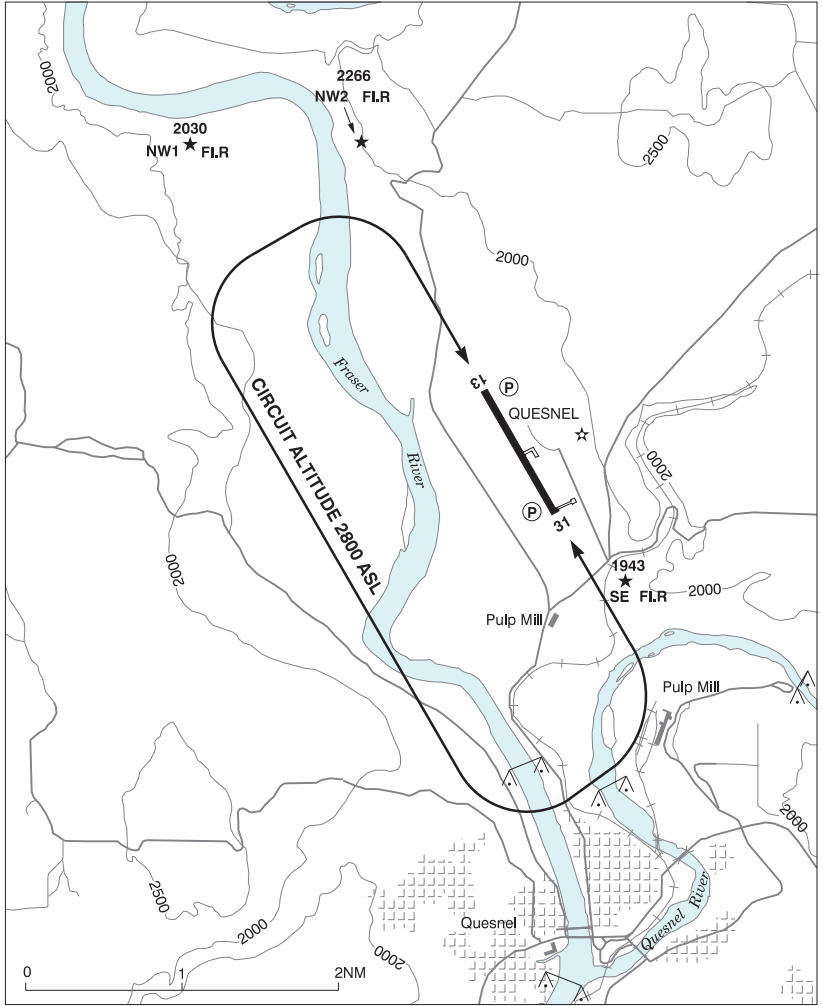 2000
2266
NW2 Fl.R
2030
NW1 Fl.R
2500
2000
CIRCUIT ALTITUDE 2800 ASL
Fraser
River
13
P
QUESNEL
P
31
2000
2000
1943
SE Fl.R
2000
Pulp Mill
Pulp Mill
2000
2500
2000
2000
Quesnel
Quesnel River
0 1 2NM